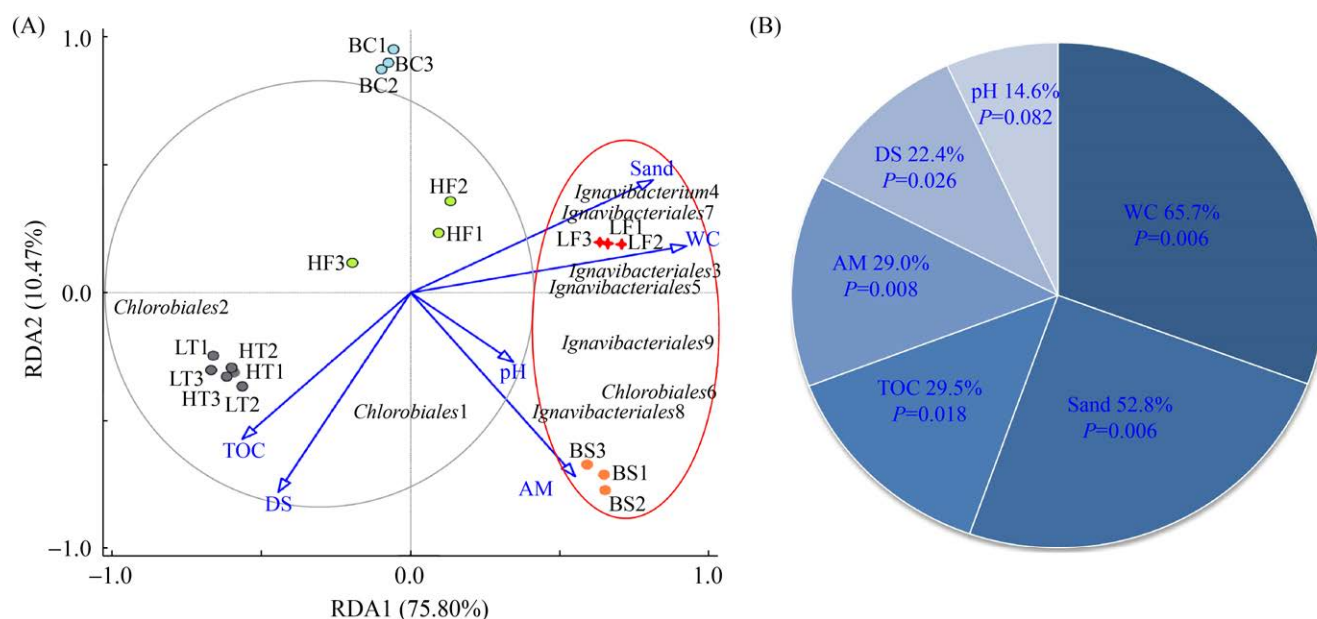 (A)
1.0
BC1
BC3
BC2
Sand
Ignavibacterium4
HF2
Ignavibacteriales7
LF1
HF1
LF3
LF2
WC
HF3
Ignavibacteriales3
Ignavibacteriales5
0.0
Chlorobiales2
LT1
HT2
Ignavibacteriales9
LT3
HT1
pH
HT3
LT2
Chlorobiales6
Chlorobiales1
Ignavibacteriales8
TOC
BS3
AM
BS1
DS
BS2
−1.0
RDA2 (10.47%)
−1.0
0.0
1.0
RDA1 (75.80%)
(B)
pH 14.6%
P=0.082
DS 22.4%
P=0.026
WC 65.7%
P=0.006
AM 29.0%
P=0.008
TOC 29.5%
P=0.018
Sand 52.8%
P=0.006